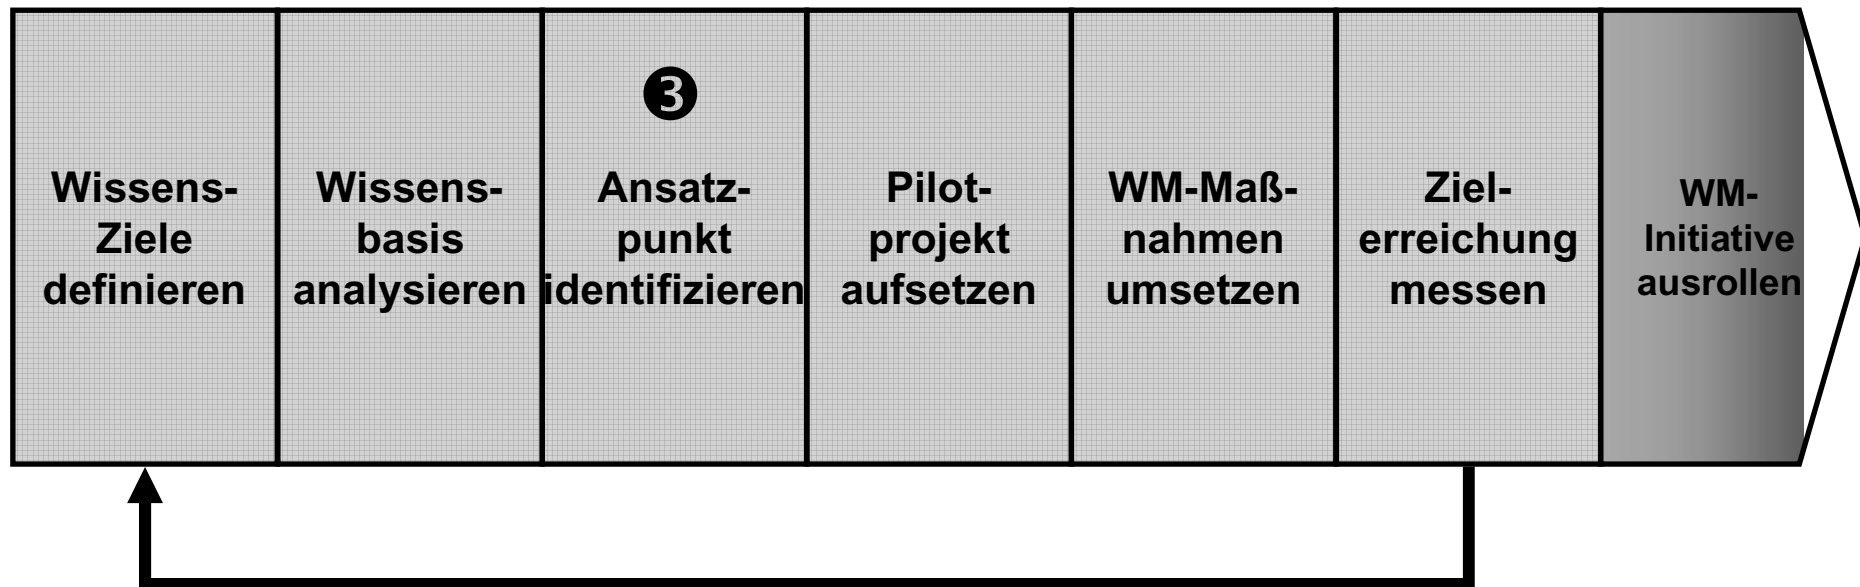 Wissens-
Ziele
definieren
Wissens-
basis
analysieren
❸
Ansatz-
punkt
identifizieren
Pilot-
projekt
aufsetzen
WM-Maß-
nahmen
umsetzen
Ziel-
erreichung
messen
WM-
Initiative
ausrollen